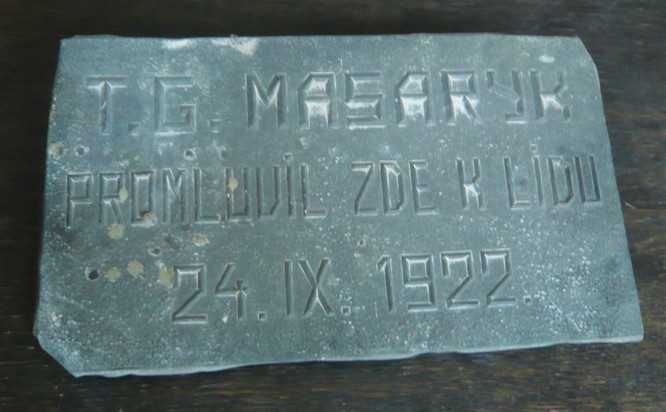 T.G. MASARYK
PROMLUVIL ZDE K LIDU
24. IX. 1922.